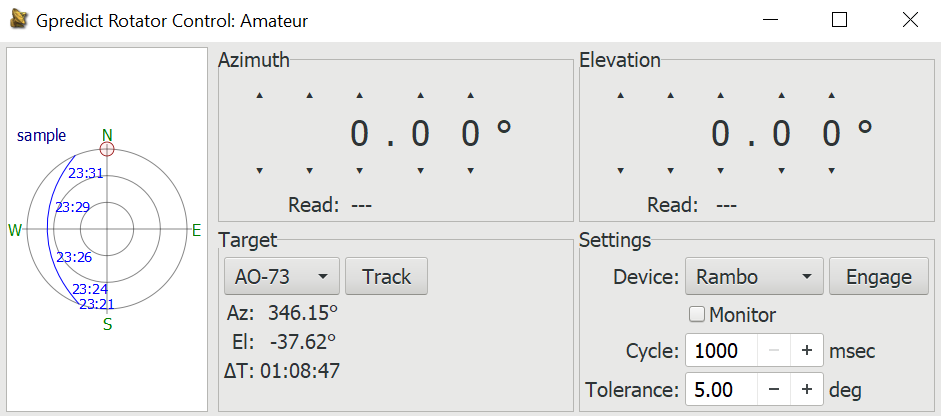 Gpredict Rotator Control: Amateur
sample
N
23:31
23:29
W
E
23:26
23:24
23:21
S
Azimuth
0.00°
Read: ---
Elevation
0.00°
Read: ---
Target
AO-73
Track
Az: 346.15°
El: -37.62°
ΔT: 01:08:47
Settings
Device: Rambo
Engage
Monitor
Cycle: 1000 − + msec
Tolerance: 5.00 − + deg